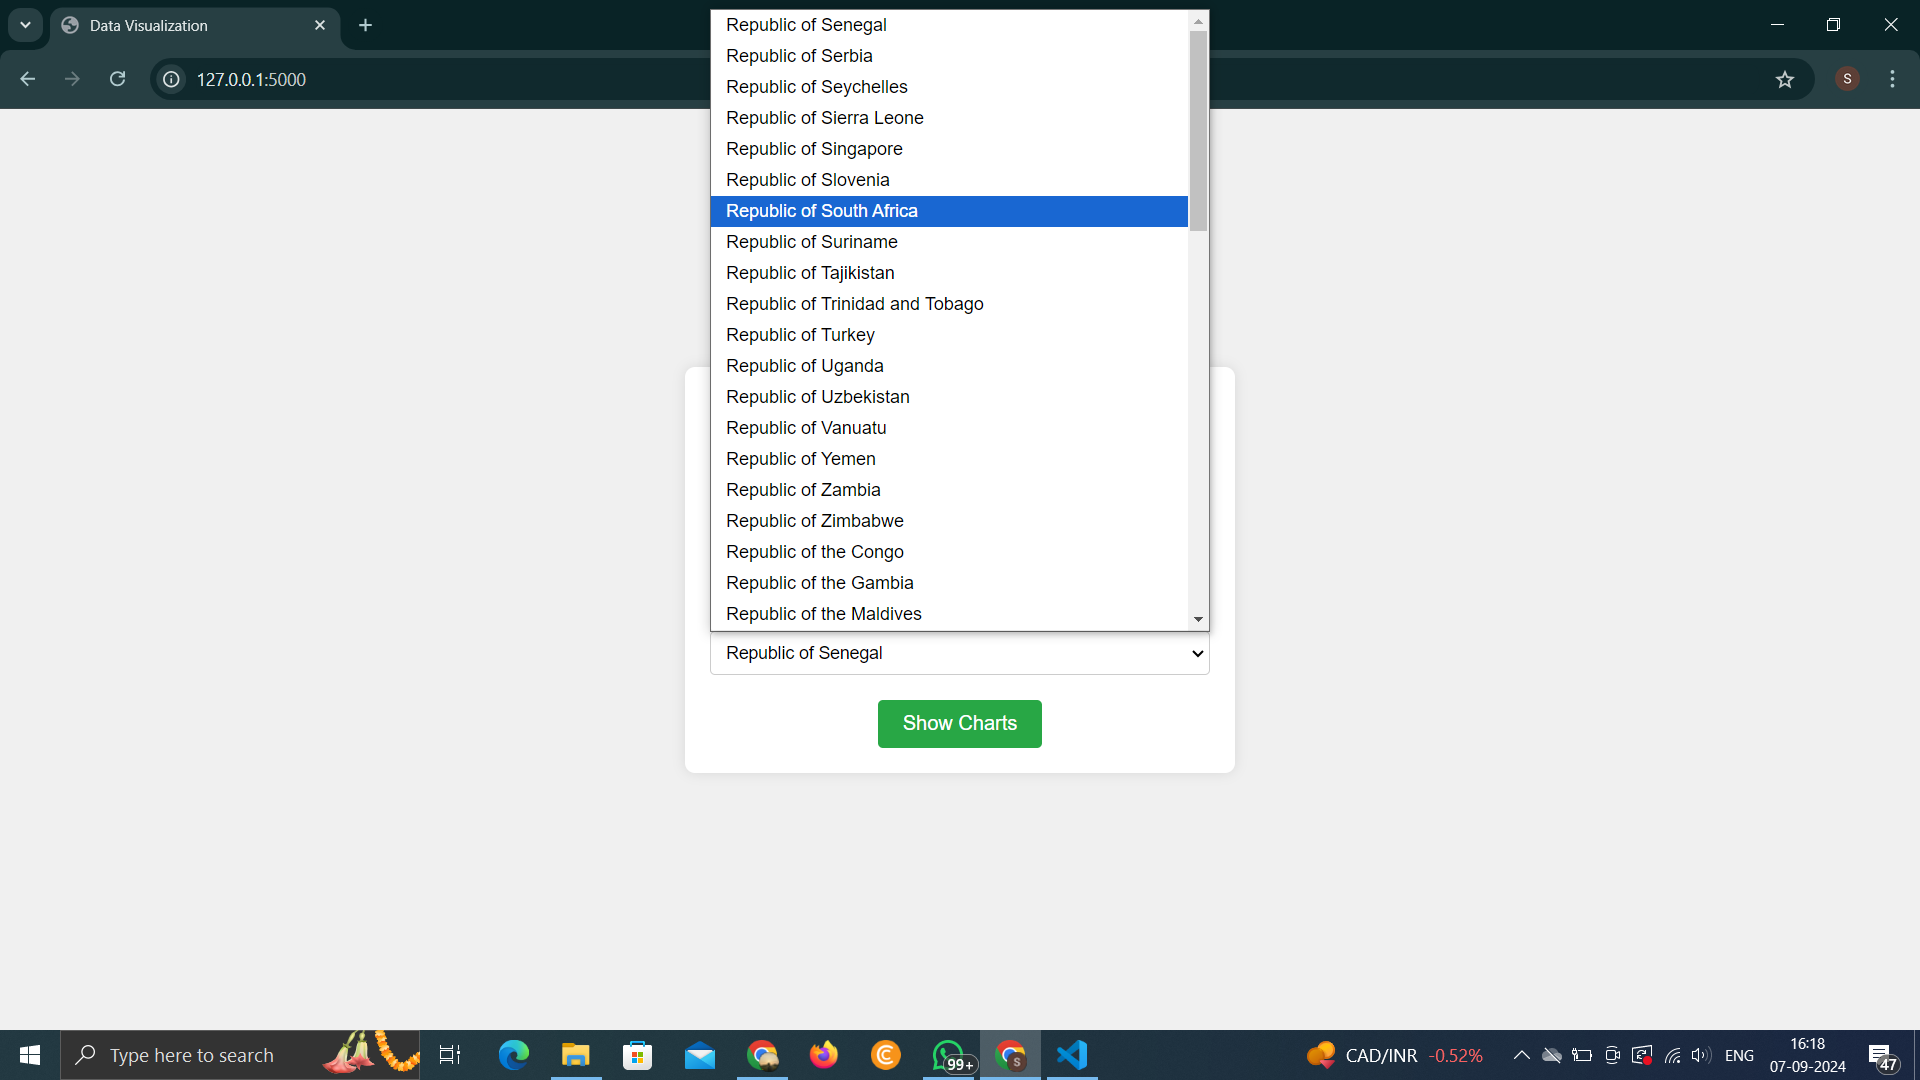 Data Visualization
127.0.0.1:5000
S
Republic of Senegal
Republic of Serbia
Republic of Seychelles
Republic of Sierra Leone
Republic of Singapore
Republic of Slovenia
Republic of South Africa
Republic of Suriname
Republic of Tajikistan
Republic of Trinidad and Tobago
Republic of Turkey
Republic of Uganda
Republic of Uzbekistan
Republic of Vanuatu
Republic of Yemen
Republic of Zambia
Republic of Zimbabwe
Republic of the Congo
Republic of the Gambia
Republic of the Maldives
Republic of Senegal
Show Charts
Type here to search
99+
S
CAD/INR -0.52%
ENG
16:18
07-09-2024
47